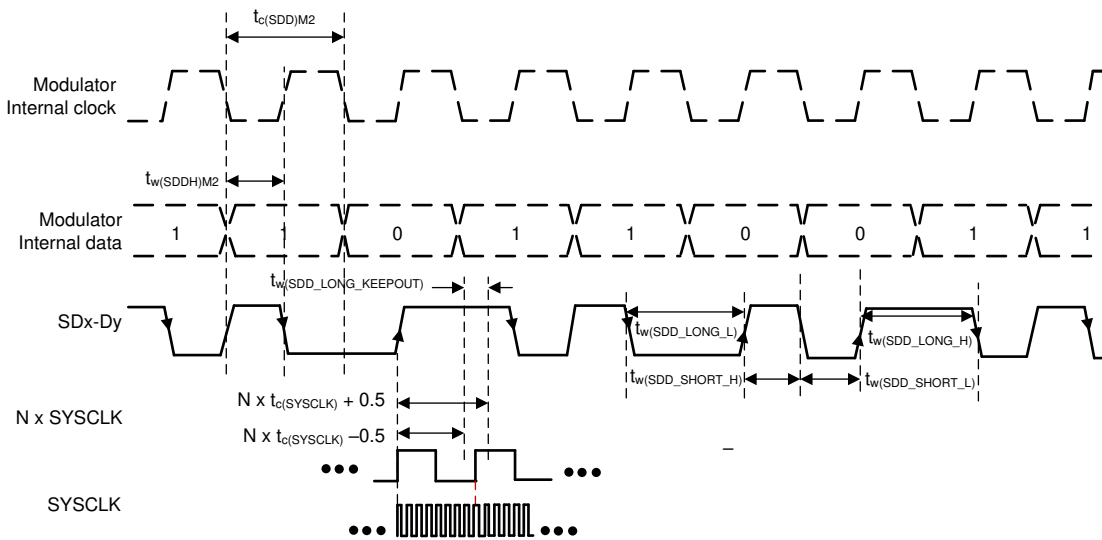 tc(SDD)M2
Modulator
Internal clock
tw(SDDH)M2
Modulator
Internal data
1 1 0 1 1 0 0 1 1
tw(SDD_LONG_KEEPOUT)
SDx-Dy
tw(SDD_LONG_L)
tw(SDD_LONG_H)
tw(SDD_SHORT_H)
tw(SDD_SHORT_L)
N x tc(SYSCLK) + 0.5
N x SYSCLK
N x tc(SYSCLK) –0.5
–
SYSCLK